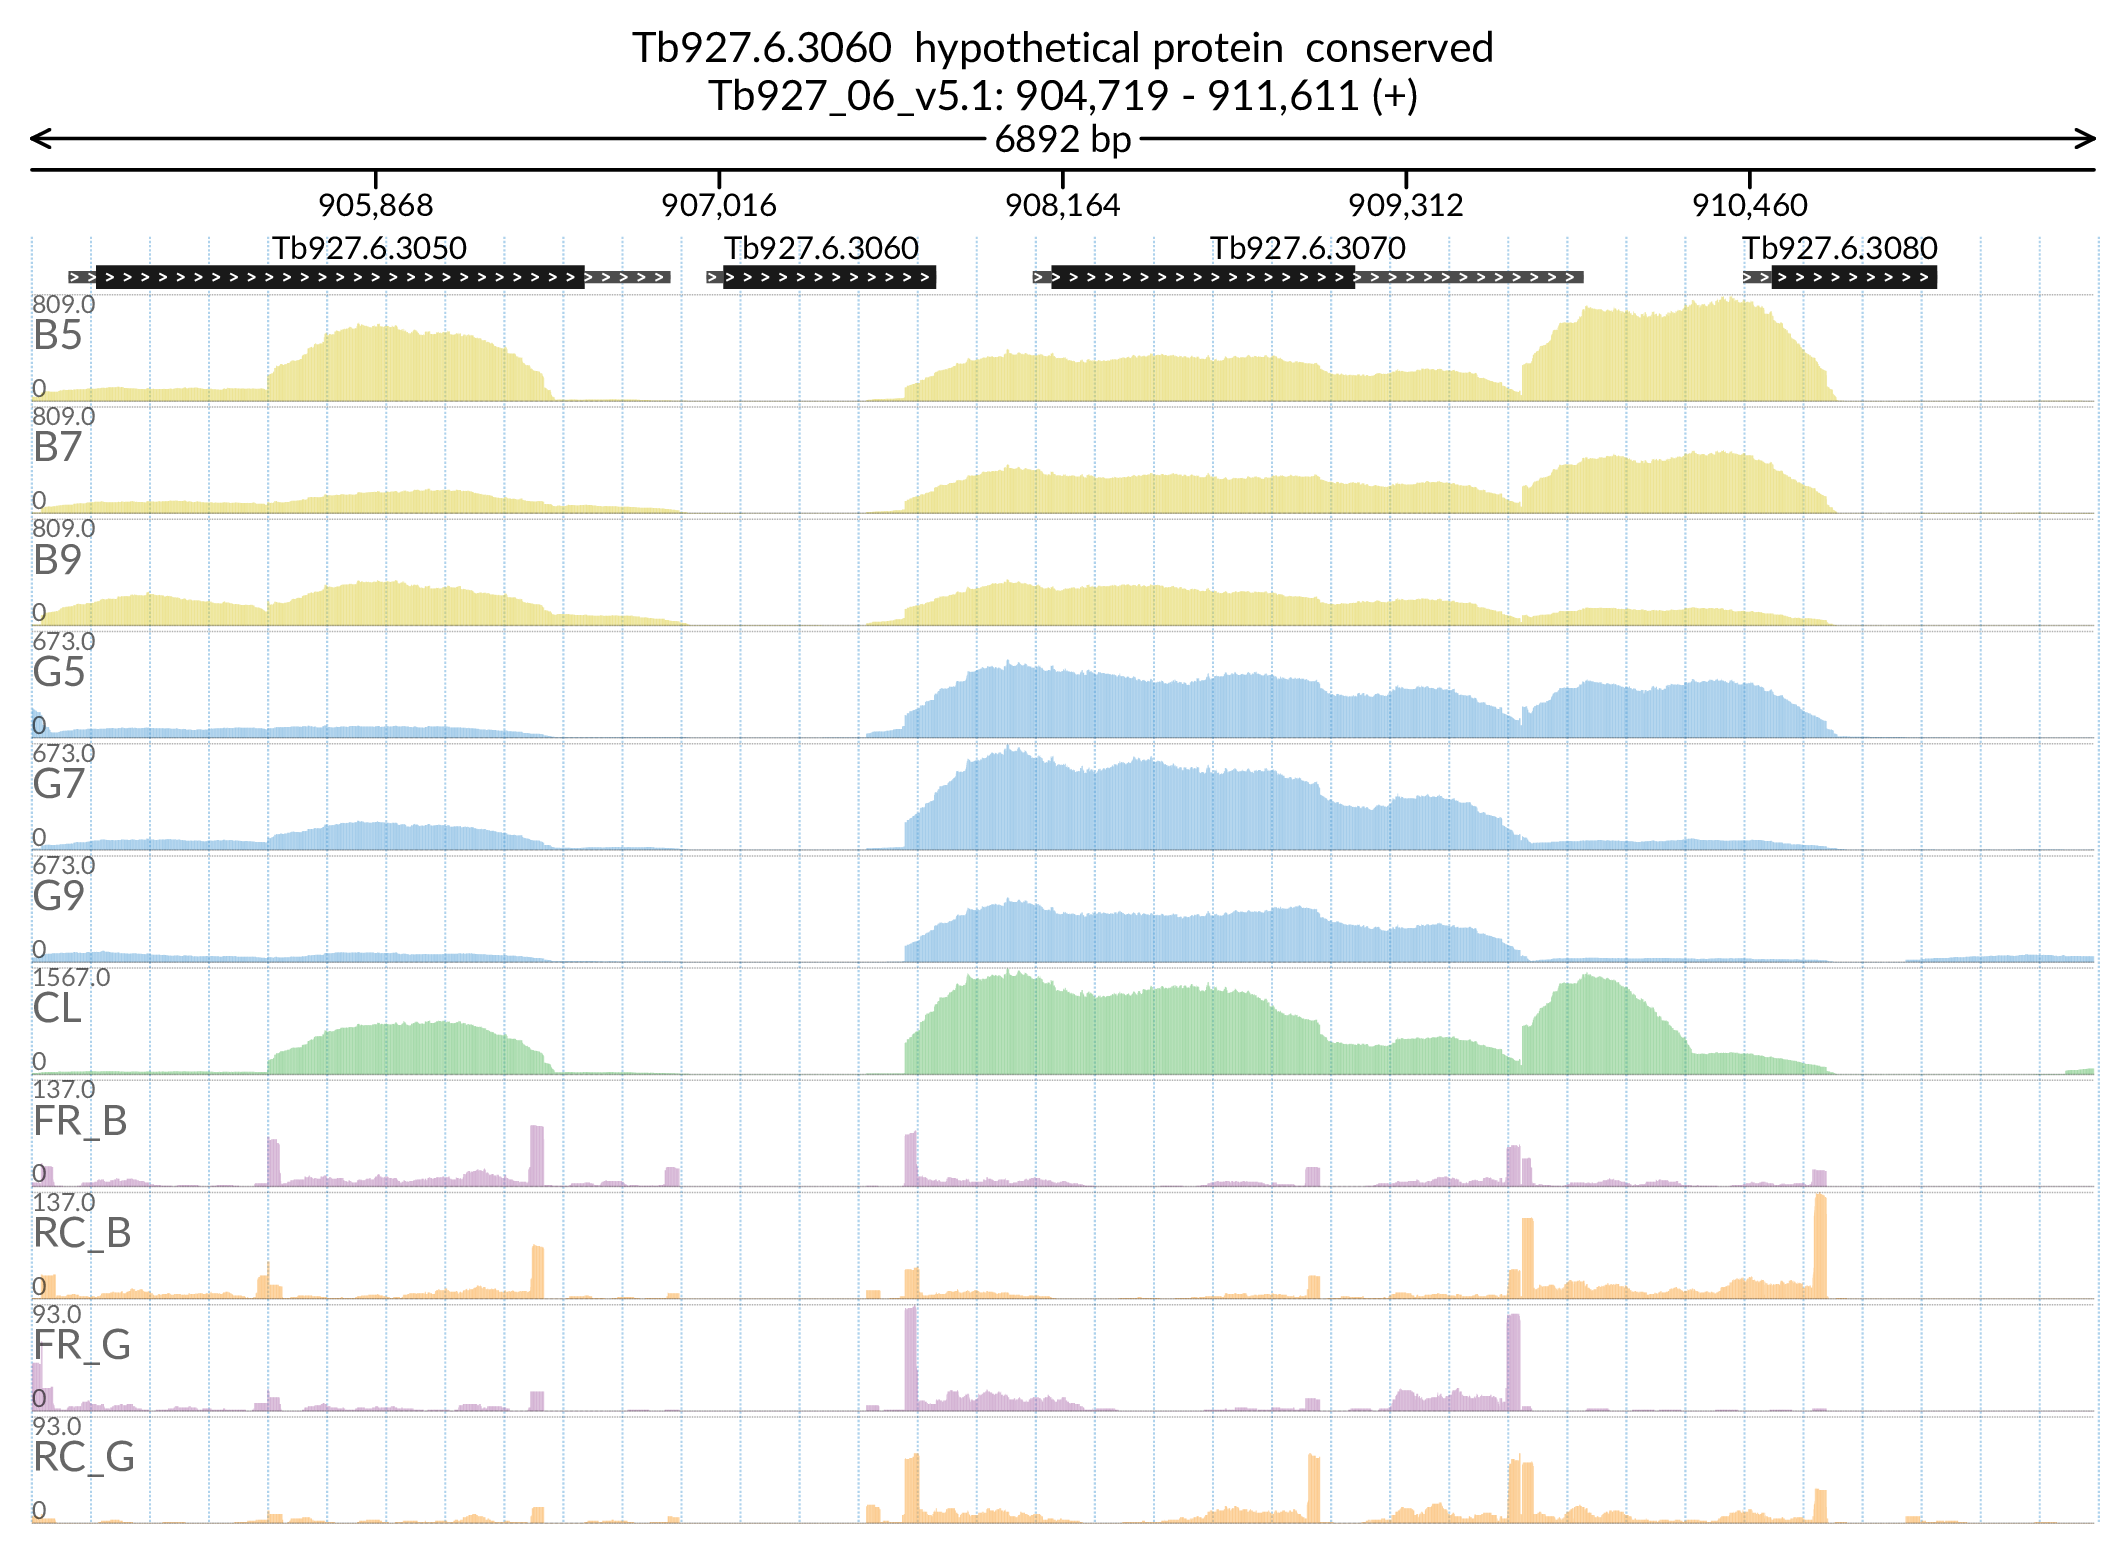 Tb927.6.3060 hypothetical protein conserved
Tb927_06_v5.1: 904,719 - 911,611 (+)
6892 bp
905,868 907,016 908,164 909,312 910,460
Tb927.6.3050 Tb927.6.3060 Tb927.6.3070 Tb927.6.3080
809.0
B5
0
809.0
B7
0
809.0
B9
0
673.0
G5
0
673.0
G7
0
673.0
G9
0
1567.0
CL
0
137.0
FR_B
0
137.0
RC_B
0
93.0
FR_G
0
93.0
RC_G
0